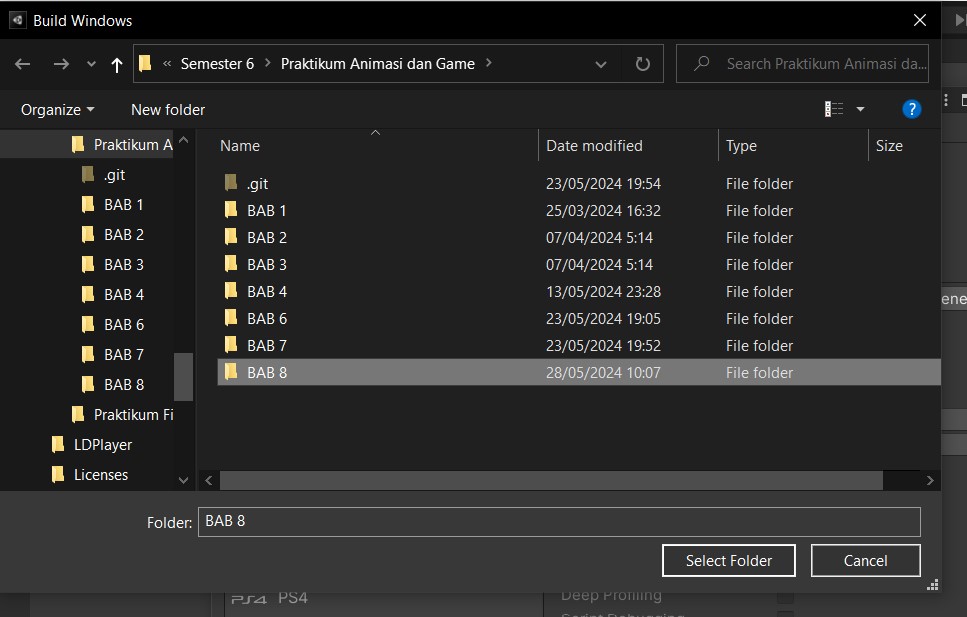 Build Windows
« Semester 6 > Praktikum Animasi dan Game >
Search Praktikum Animasi da...
Organize New folder
?
Praktikum A
.git
BAB 1
BAB 2
BAB 3
BAB 4
BAB 6
BAB 7
BAB 8
Praktikum Fi
LDPlayer
Licenses
Name Date modified Type Size
.git 23/05/2024 19:54 File folder
BAB 1 25/03/2024 16:32 File folder
BAB 2 07/04/2024 5:14 File folder
BAB 3 07/04/2024 5:14 File folder
BAB 4 13/05/2024 23:28 File folder
BAB 6 23/05/2024 19:05 File folder
BAB 7 23/05/2024 19:52 File folder
BAB 8 28/05/2024 10:07 File folder
ene
Folder: BAB 8
Select Folder Cancel
PS4 PS4
Deep Profiling
Script Debugging